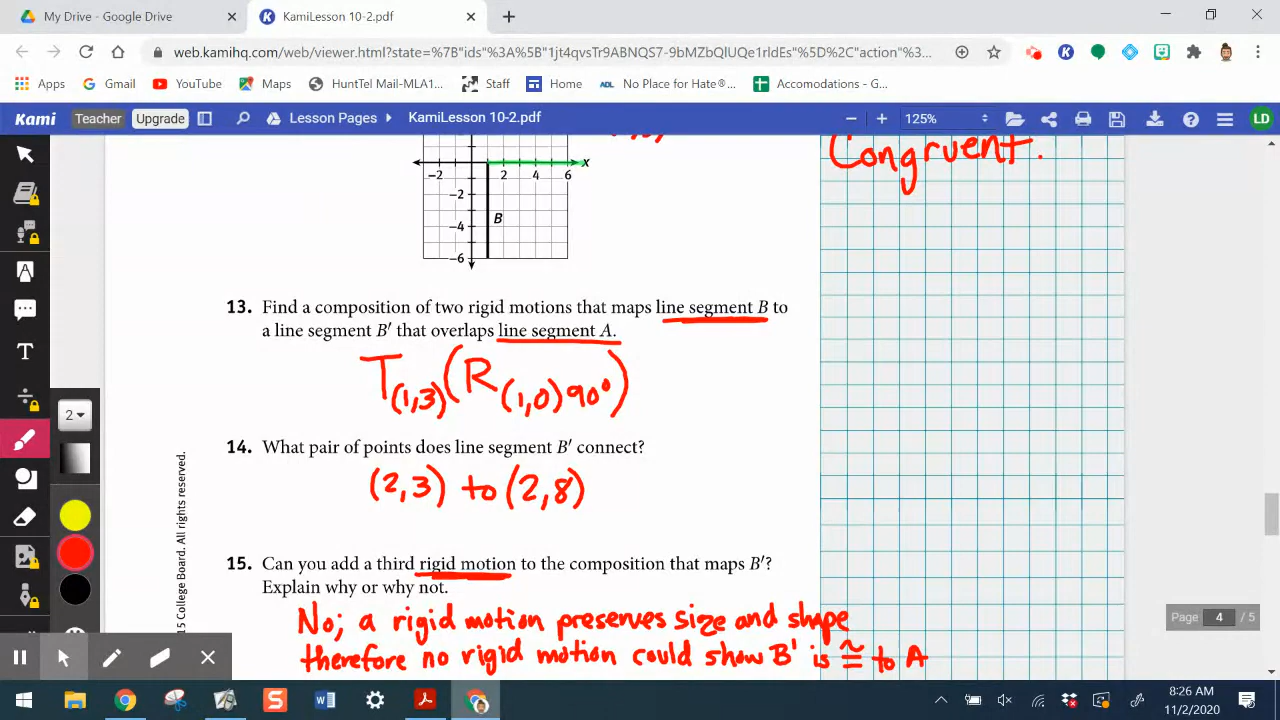 My Drive - Google Drive
KamiLesson 10-2.pdf
web.kamihq.com/web/viewer.html?state=%7B"ids"%3A%5B"1jt4qvsTr9ABNQS7-9bMZbQlUQe1rldEs"%5D%2C"action"%3...
Apps
Gmail
YouTube
Maps
HuntTel Mail-MLA1...
Staff
Home
ADL
No Place for Hate®...
Accomodations - G...
Kami
Teacher
Upgrade
Lesson Pages
KamiLesson 10-2.pdf
125%
LD
Congruent.
x
-2 2 4 6
-2
-4
-6
B
13. Find a composition of two rigid motions that maps line segment B to
a line segment B′ that overlaps line segment A.
T(1,3)(R(1,0)90°)
14. What pair of points does line segment B′ connect?
(2,3) to (2,8)
15. Can you add a third rigid motion to the composition that maps B′?
Explain why or why not.
No; a rigid motion preserves size and shape
therefore no rigid motion could show B' is ≅ to A
15 College Board. All rights reserved.
2
T
Page 4 / 5
8:26 AM
11/2/2020